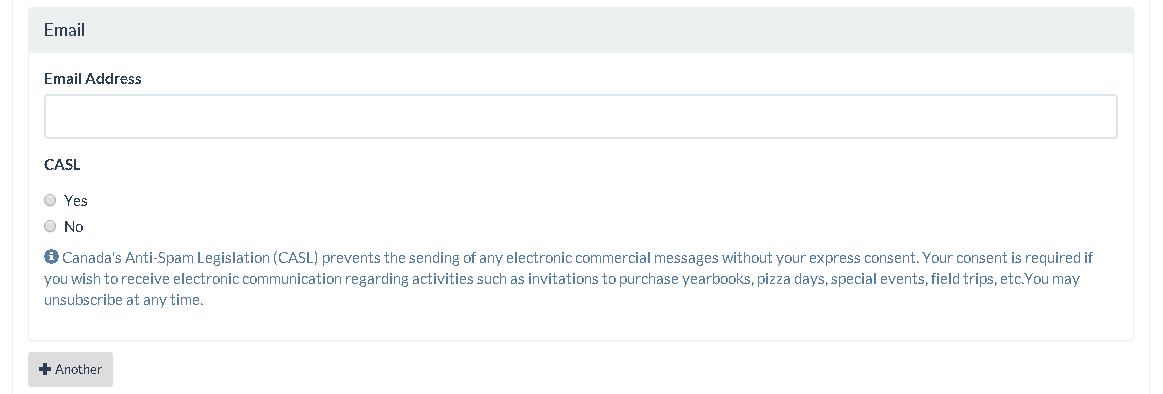 Email
Email Address
CASL
Yes
No
Canada's Anti-Spam Legislation (CASL) prevents the sending of any electronic commercial messages without your express consent. Your consent is required if
you wish to receive electronic communication regarding activities such as invitations to purchase yearbooks, pizza days, special events, field trips, etc.You may
unsubscribe at any time.
Another